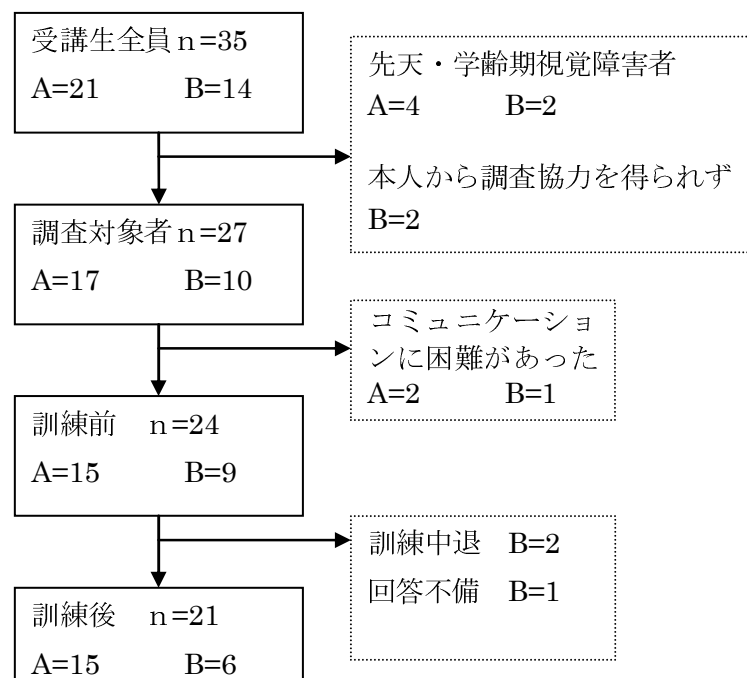 受講生全員ｎ=35
A=21 B=14
先天・学齢期視覚障害者
A=4 B=2
本人から調査協力を得られず
B=2
調査対象者ｎ=27
A=17 B=10
コミュニケーショ
ンに困難があった
A=2 B=1
訓練前　ｎ=24
A=15 B=9
訓練中退　B=2
回答不備　B=1
訓練後　ｎ=21
A=15 B=6